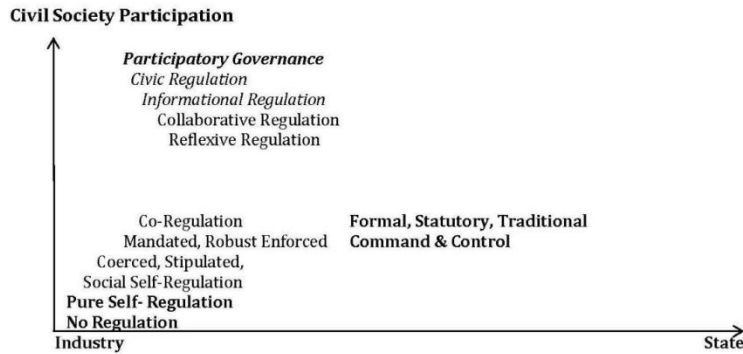 Civil Society Participation
Participatory Governance
Civic Regulation
Informational Regulation
Collaborative Regulation
Reflexive Regulation
Co-Regulation
Mandated, Robust Enforced
Coerced, Stipulated,
Social Self-Regulation
Pure Self- Regulation
No Regulation
Formal, Statutory, Traditional
Command & Control
Industry
State